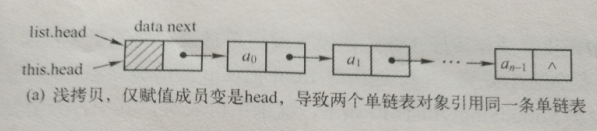 list.head
data next
this.head
a₀ a₁ … aₙ₋₁ ∧
(a) 浅拷贝，仅赋值成员变是head，导致两个单链表对象引用同一条单链表